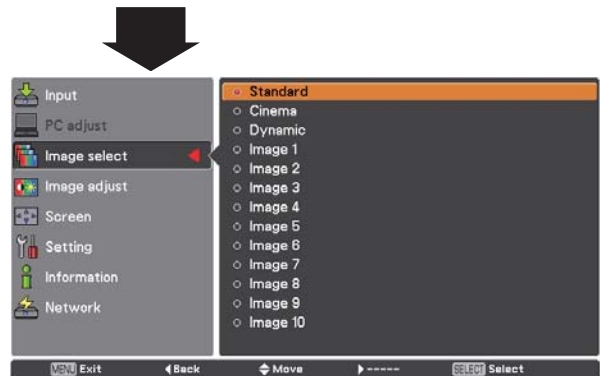 Input
PC adjust
Image select
Image adjust
Screen
Setting
Information
Network
Standard
Cinema
Dynamic
Image 1
Image 2
Image 3
Image 4
Image 5
Image 6
Image 7
Image 8
Image 9
Image 10
MENU Exit Back Move ----- SELECT Select